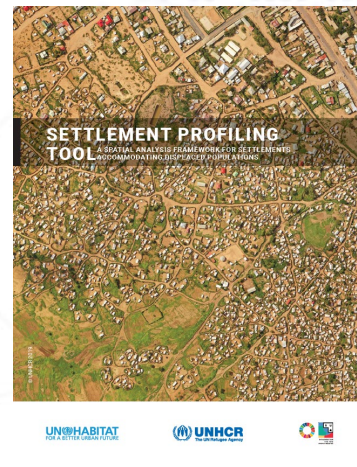 SETTLEMENT PROFILING
TOOL A SPATIAL ANALYSIS FRAMEWORK FOR SETTLEMENTS
ACCOMMODATING DISPLACED POPULATIONS
UN HABITAT
FOR A BETTER URBAN FUTURE
UNHCR
The UN Refugee Agency